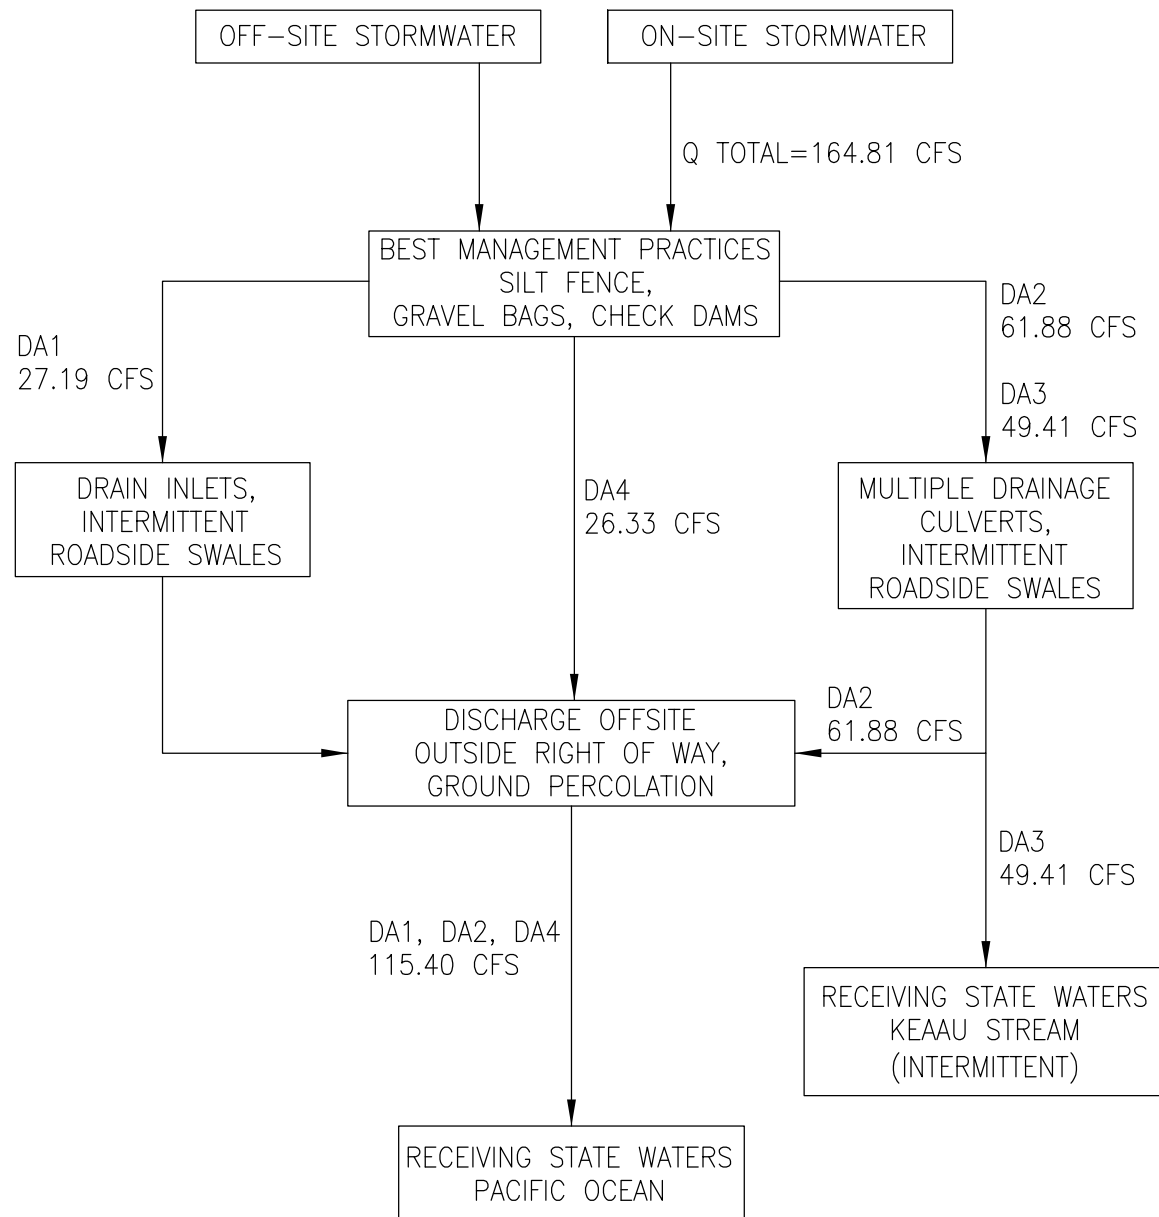 OFF-SITE STORMWATER
ON-SITE STORMWATER
Q TOTAL=164.81 CFS
BEST MANAGEMENT PRACTICES
SILT FENCE,
GRAVEL BAGS, CHECK DAMS
DA1
27.19 CFS
DA2
61.88 CFS
DA3
49.41 CFS
DRAIN INLETS,
INTERMITTENT
ROADSIDE SWALES
DA4
26.33 CFS
MULTIPLE DRAINAGE
CULVERTS,
INTERMITTENT
ROADSIDE SWALES
DISCHARGE OFFSITE
OUTSIDE RIGHT OF WAY,
GROUND PERCOLATION
DA2
61.88 CFS
DA3
49.41 CFS
DA1, DA2, DA4
115.40 CFS
RECEIVING STATE WATERS
KEAAU STREAM
(INTERMITTENT)
RECEIVING STATE WATERS
PACIFIC OCEAN